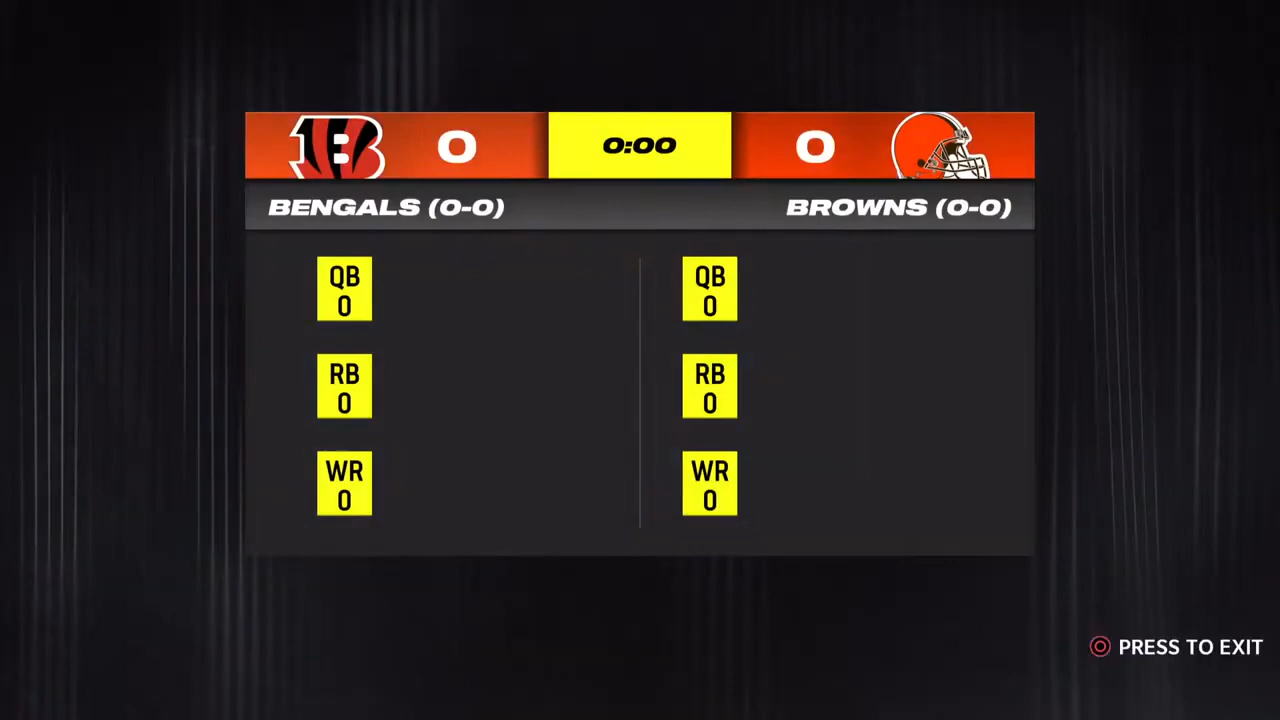 B 0 0:00 0
BENGALS (0-0) BROWNS (0-0)
QB QB
0 0
RB RB
0 0
WR WR
0 0
PRESS TO EXIT